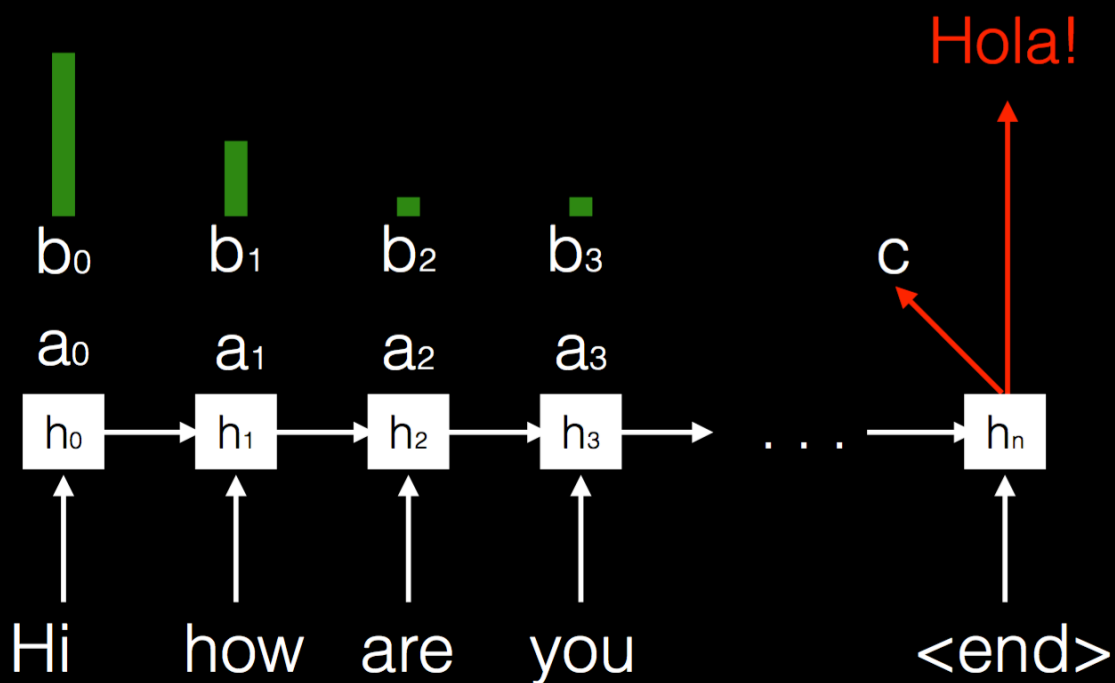 Hola!
b₀ b₁ b₂ b₃ c
a₀ a₁ a₂ a₃
h₀ h₁ h₂ h₃ . . . hₙ
Hi how are you <end>